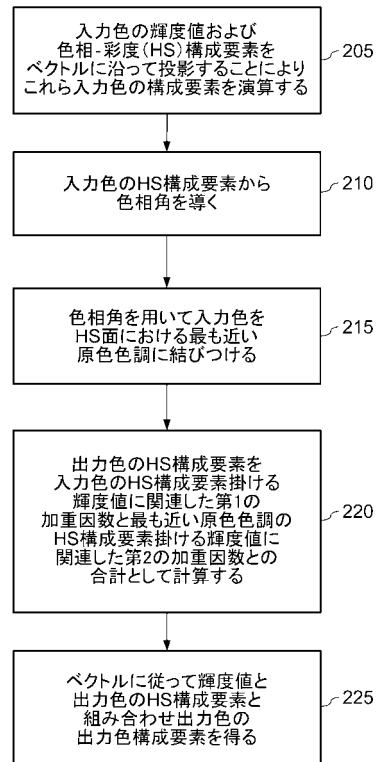 入力色の輝度値および
色相-彩度(HS)構成要素を
ベクトルに沿って投影することにより
これら入力色の構成要素を演算する
205
入力色のHS構成要素から
色相角を導く
210
色相角を用いて入力色を
HS面における最も近い
原色色調に結びつける
215
出力色のHS構成要素を
入力色のHS構成要素掛ける
輝度値に関連した第1の
加重因数と最も近い原色色調の
HS構成要素掛ける輝度値に
関連した第2の加重因数との
合計として計算する
220
ベクトルに従って輝度値と
出力色のHS構成要素と
組み合わせ出力色の
出力色構成要素を得る
225